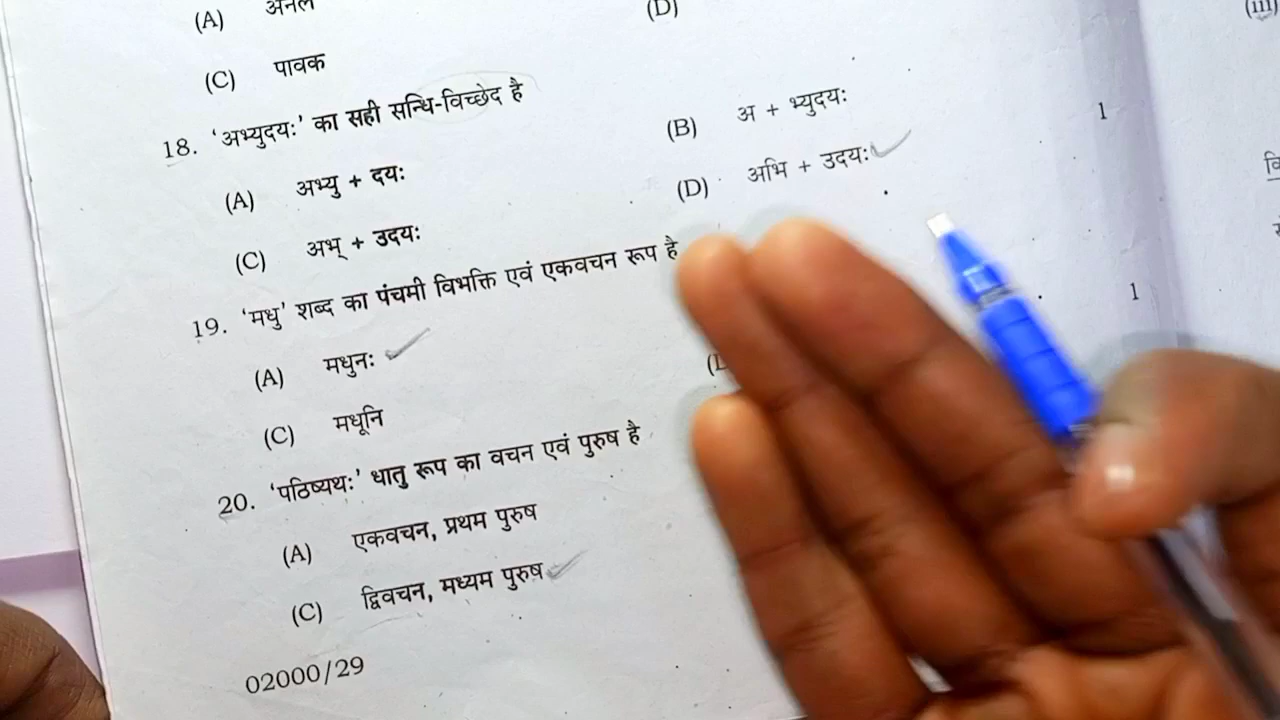 (A) अनल
(D)
(III)
(C) पावक
18. 'अभ्युदयः' का सही सन्धि-विच्छेद है
(A) अभ्यु + दयः
(B) अ + भ्युदयः
1
(C) अभ् + उदयः
(D) अभि + उदयः
19. 'मधु' शब्द का पंचमी विभक्ति एवं एकवचन रूप है
1
(A) मधुनः
(C) मधूनि
20. 'पठिष्यथः' धातु रूप का वचन एवं पुरुष है
(A) एकवचन, प्रथम पुरुष
(C) द्विवचन, मध्यम पुरुष
02000/29